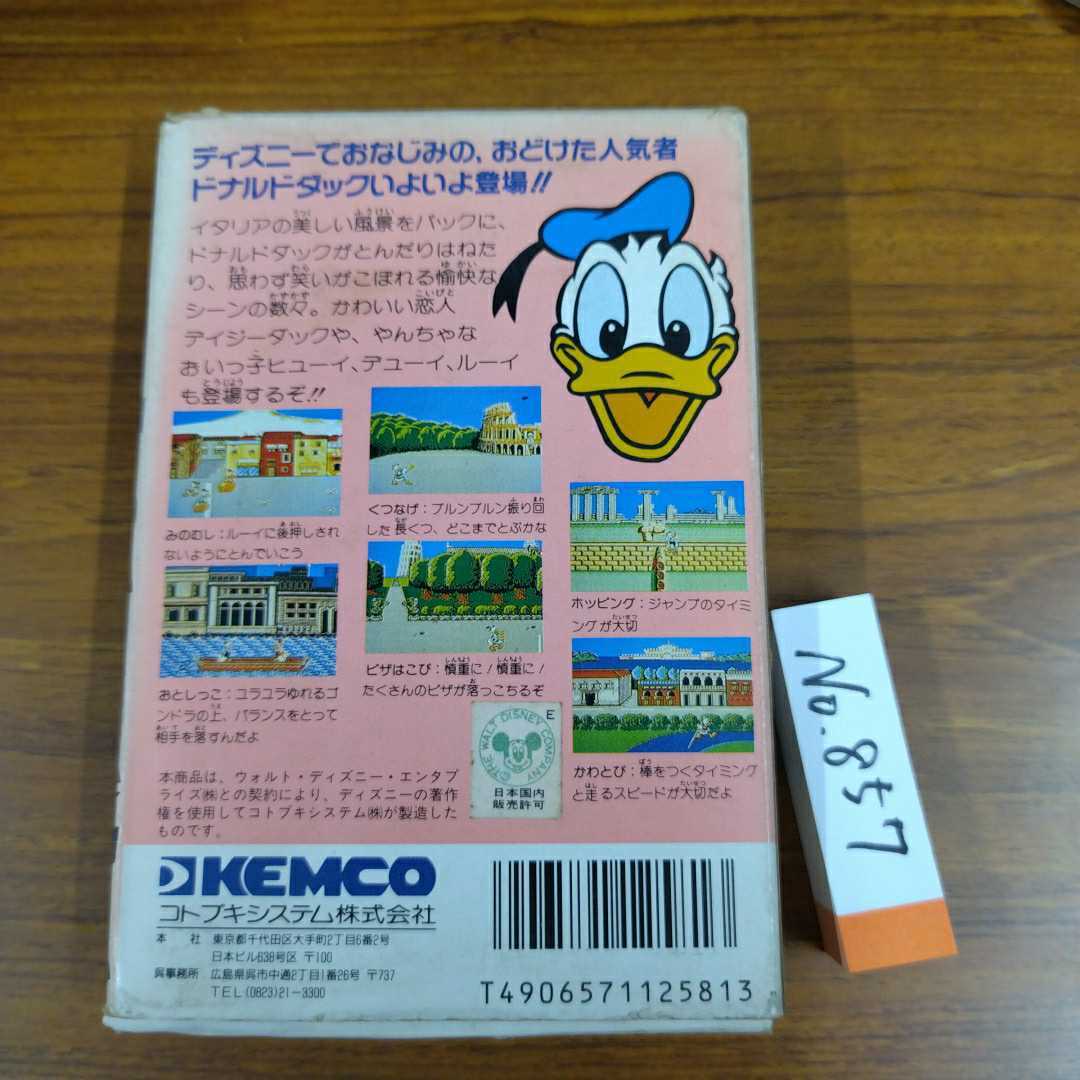 ディズニーでおなじみの、おどけた人気者
ドナルドダックいよいよ登場!!
イタリアの美しい風景をバックに、
ドナルドダックがとんだりはねた
り、思わず笑いがこぼれる愉快な
シーンの数々。かわいい恋人
デイジーダックや、やんちゃな
おいっ子ヒューイ、デューイ、ルーイ
も登場するぞ!!
みのむし：ルーイに後押しされ
ないようにとんでいこう
くつなげ：ブルンブルン振り回
した長ぐつ、どこまでとぶかな
ホッピング：ジャンプのタイミ
ングが大切
おとしっこ：ユラユラゆれるゴ
ンドラの上、バランスをとって
相手を落すんだよ
ピザはこび：慎重に！慎重に！
たくさんのピザが落っこちるぞ
かわとび：棒をつくタイミング
と走るスピードが大切だよ
E
©THE WALT DISNEY COMPANY
日本国内
販売許可
本商品は、ウォルト・ディズニー・エンタプ
ライズ㈱との契約により、ディズニーの著作
権を使用してコトブキシステム㈱が製造した
ものです。
KEMCO
コトブキシステム株式会社
本 社 東京都千代田区大手町2丁目6番2号
日本ビル638号区 〒100
呉事務所 広島県呉市中通2丁目1番26号 〒737
TEL(0823)21-3300
T4906571125813
No.857